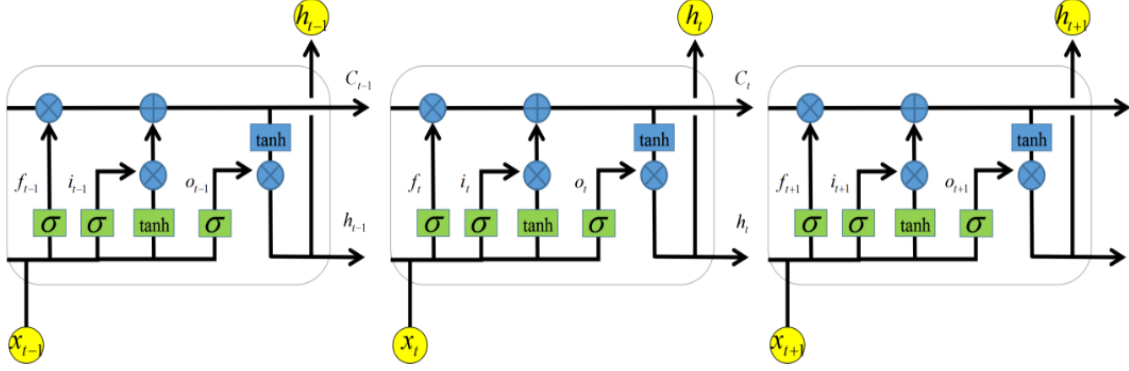 h_{t-1} h_t h_{t+1}
C_{t-1} C_t
tanh tanh tanh
f_{t-1} i_{t-1} o_{t-1} f_t i_t o_t f_{t+1} i_{t+1} o_{t+1}
σ σ tanh σ h_{t-1} σ σ tanh σ h_t σ σ tanh σ
x_{t-1} x_t x_{t+1}